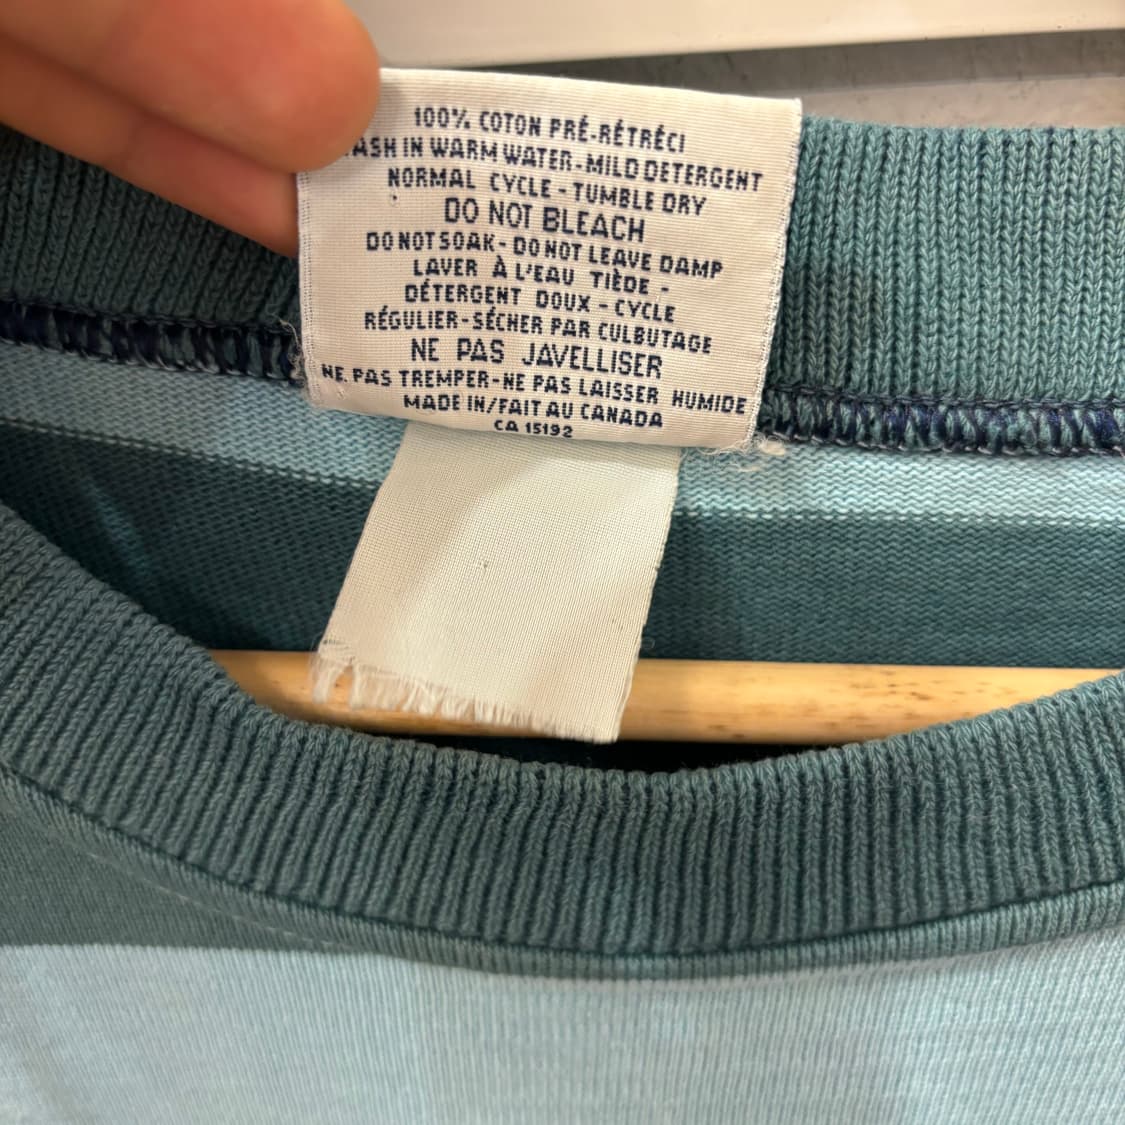 100% COTON PRÉ-RÉTRÉCI
ASH IN WARM WATER-MILD DETERGENT
NORMAL CYCLE - TUMBLE DRY
DO NOT BLEACH
DO NOT SOAK - DO NOT LEAVE DAMP
LAVER À L'EAU TIÈDE -
DÉTERGENT DOUX - CYCLE
RÉGULIER-SÉCHER PAR CULBUTAGE
NE PAS JAVELLISER
NE PAS TREMPER-NE PAS LAISSER HUMIDE
MADE IN/FAIT AU CANADA
CA 15192